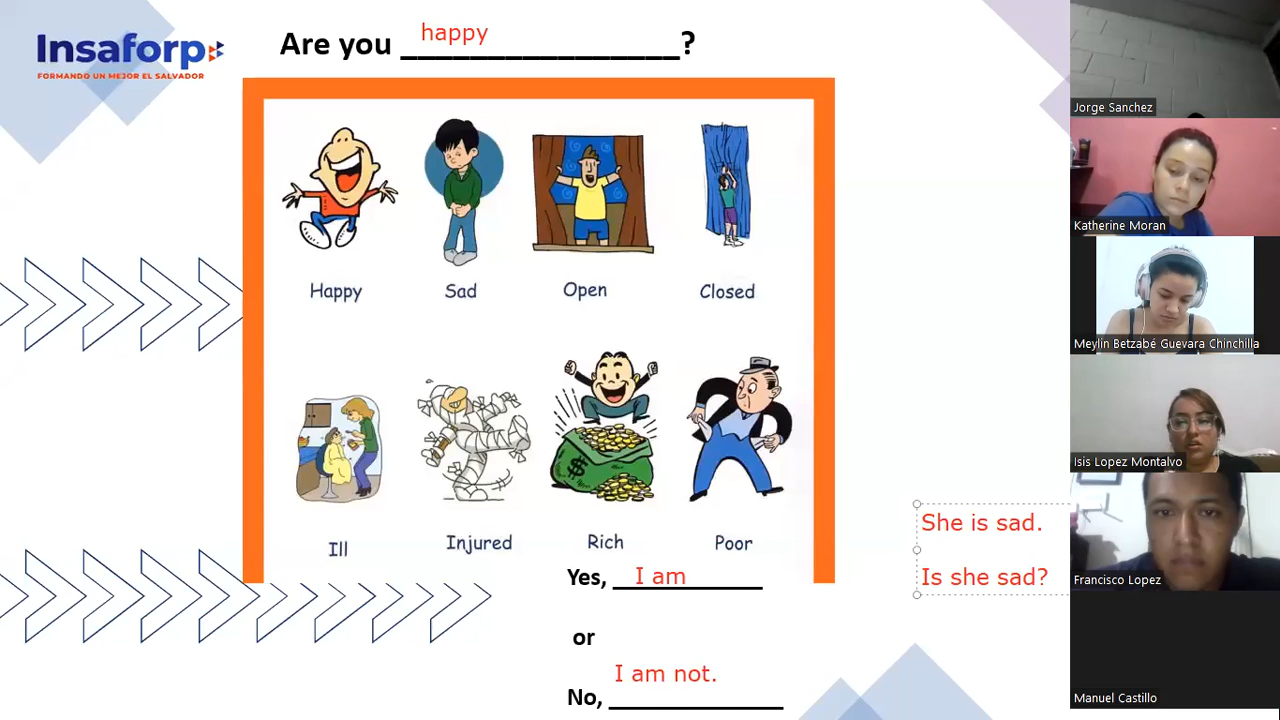 Insaforp
FORMANDO UN MEJOR EL SALVADOR
Are you happy?
Happy
Sad
Open
Closed
Ill
Injured
$
Rich
Poor
Yes, I am
or
No, I am not.
She is sad.
Is she sad?
Jorge Sanchez
Katherine Moran
Meylin Betzabé Guevara Chinchilla
Isis Lopez Montalvo
Francisco Lopez
Manuel Castillo